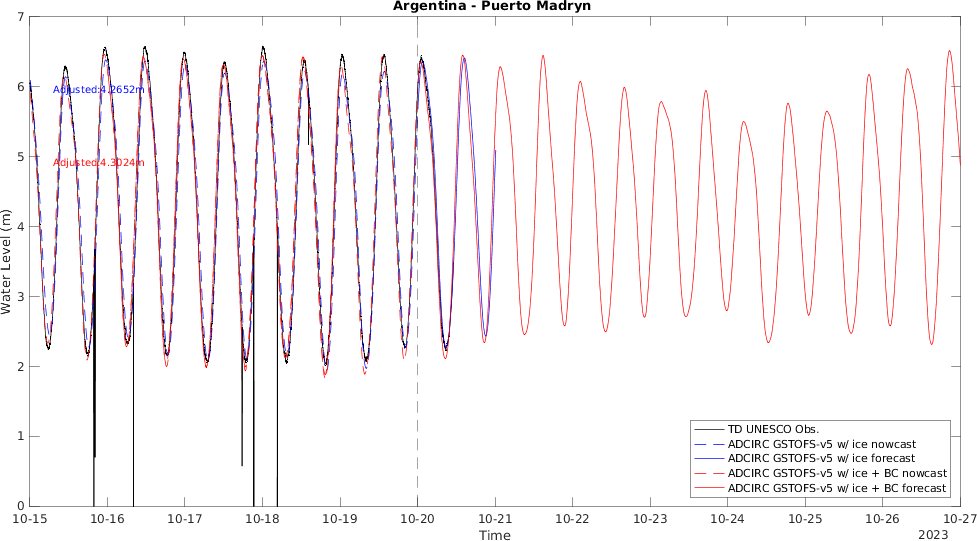 Argentina - Puerto Madryn
7
6
5
4
3
2
1
0
Water Level (m)
Adjusted:4.2652m
Adjusted:4.3024m
TD UNESCO Obs.
ADCIRC GSTOFS-v5 w/ ice nowcast
ADCIRC GSTOFS-v5 w/ ice forecast
ADCIRC GSTOFS-v5 w/ ice + BC nowcast
ADCIRC GSTOFS-v5 w/ ice + BC forecast
10-15 10-16 10-17 10-18 10-19 10-20 10-21 10-22 10-23 10-24 10-25 10-26 10-27
Time
2023